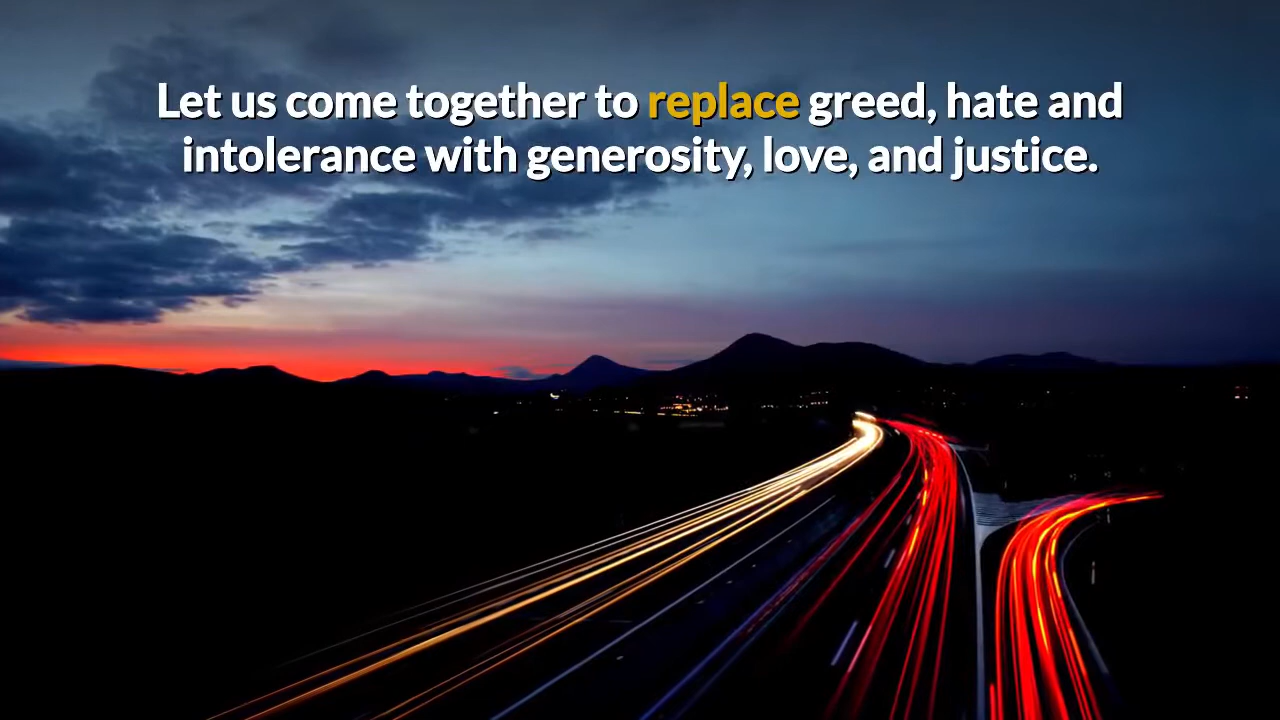 Let us come together to replace greed, hate and
intolerance with generosity, love, and justice.